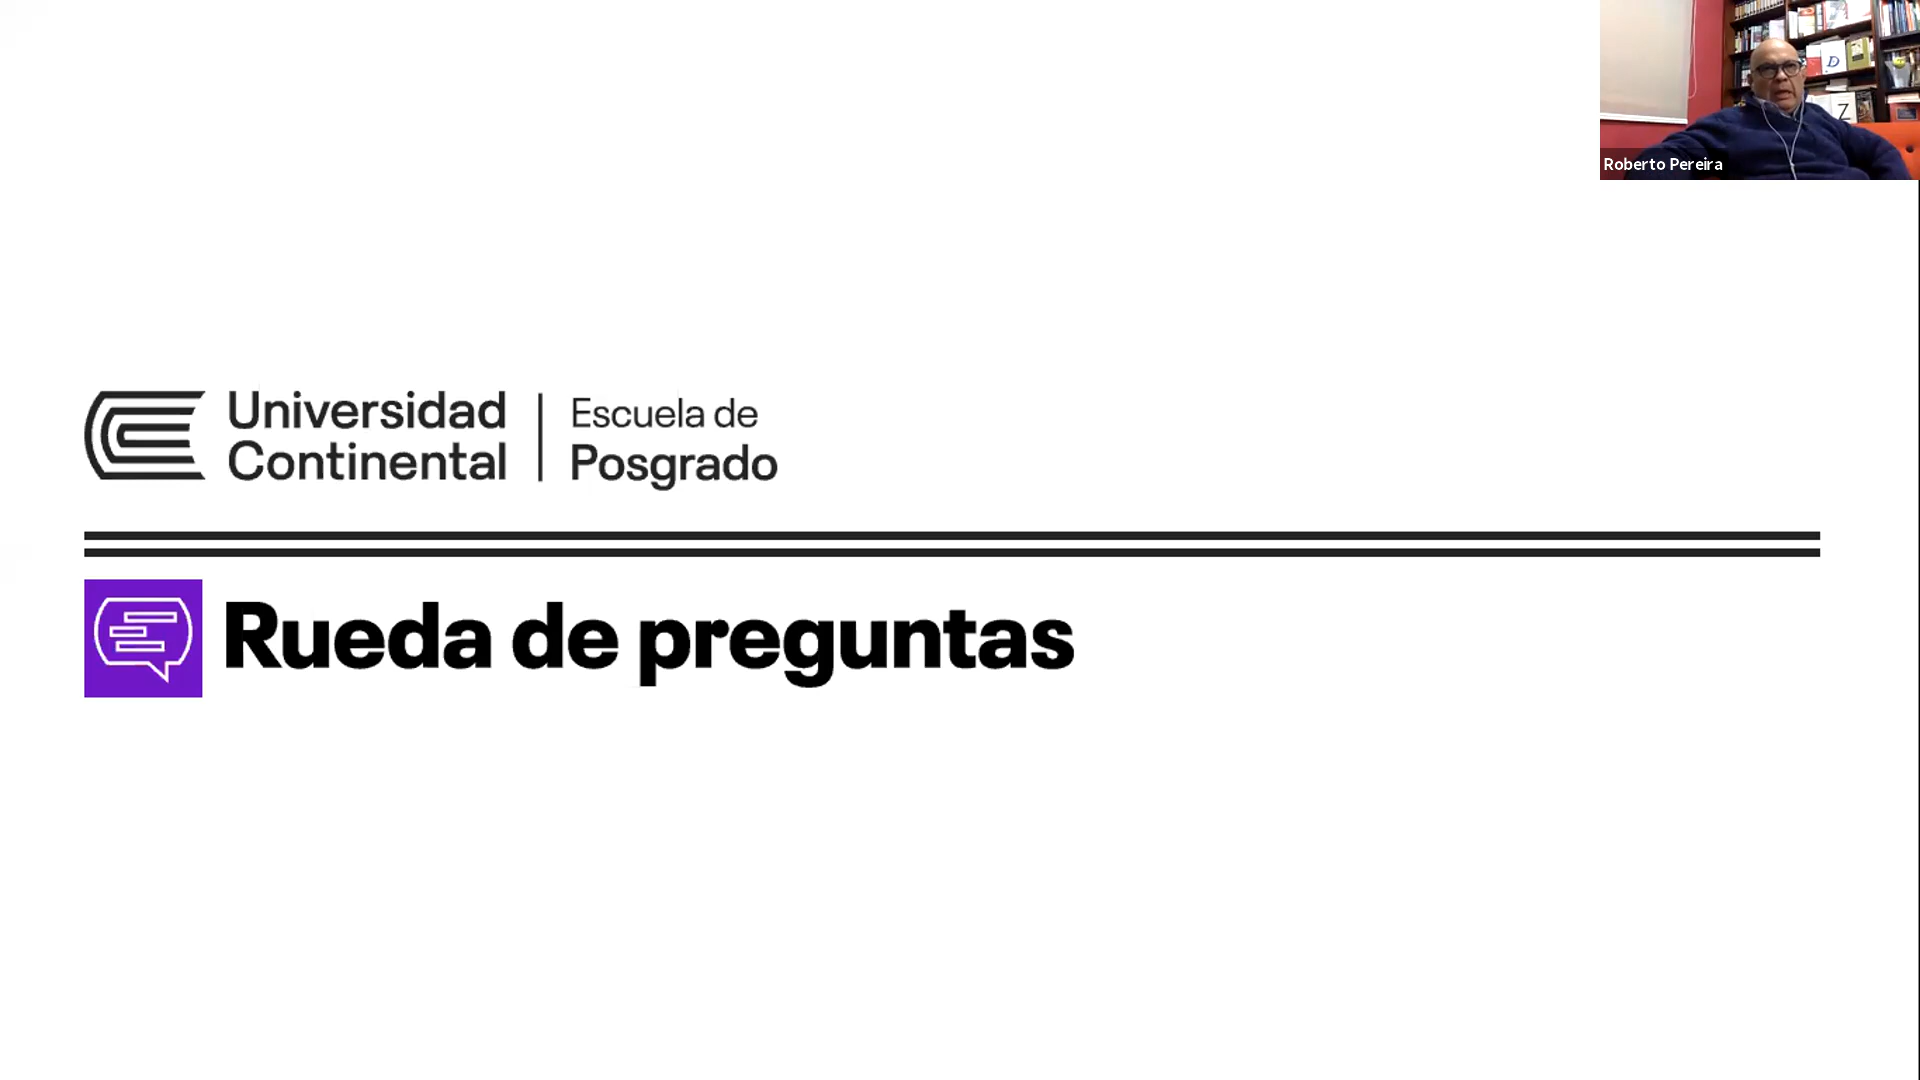 Roberto Pereira
Universidad
Continental
Escuela de
Posgrado
Rueda de preguntas
D
Z